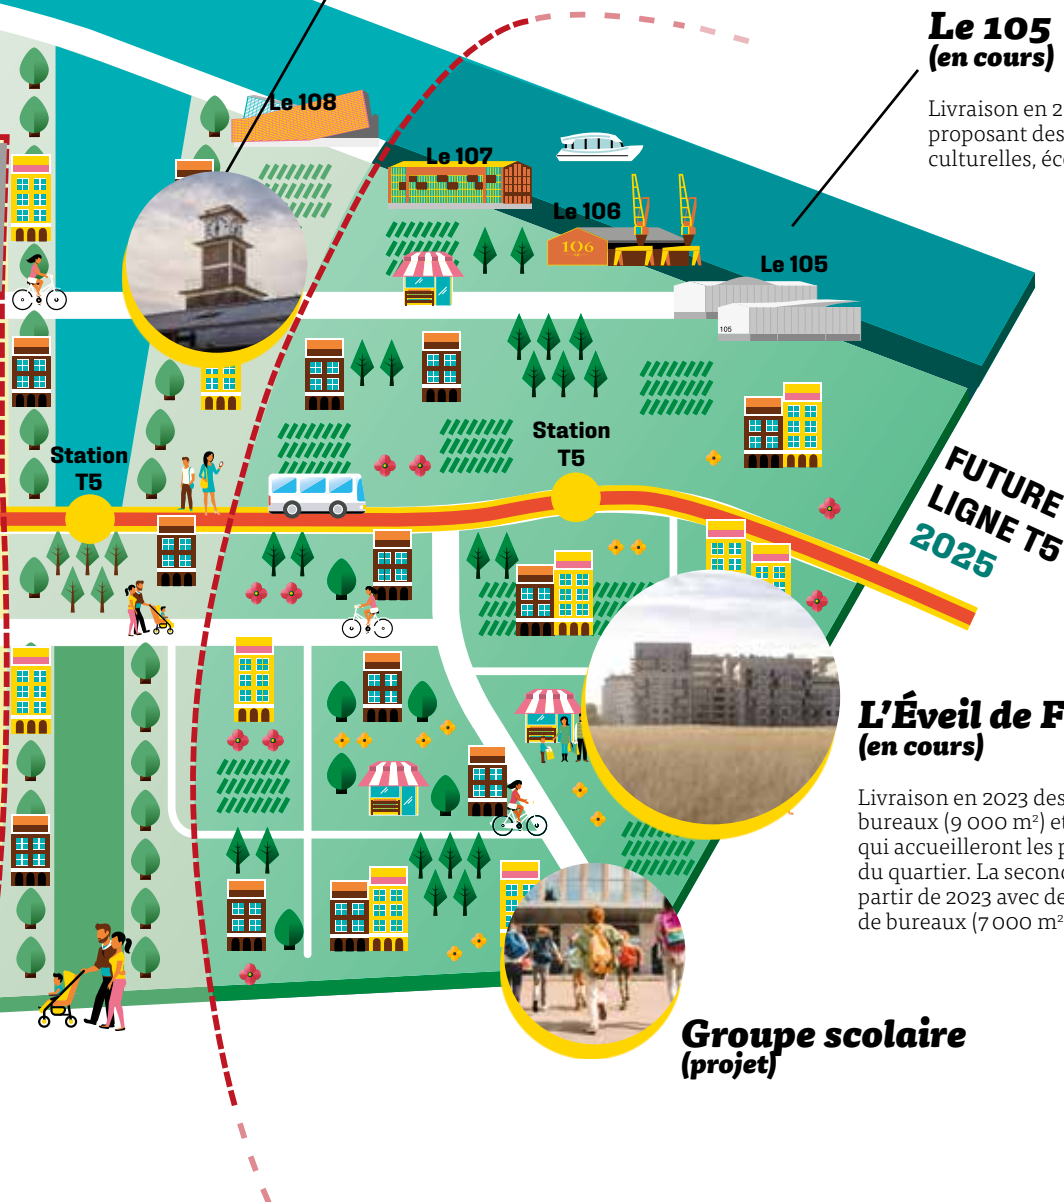 Le 105
(en cours)
Livraison en 2
proposant des
culturelles, éc
Le 108
Le 107
Le 106
106
Le 105
105
Station
T5
Station
T5
FUTURE
LIGNE T5
2025
L’Éveil de F
(en cours)
Livraison en 2023 des
bureaux (9 000 m²) et
qui accueilleront les p
du quartier. La second
partir de 2023 avec de
de bureaux (7 000 m²
Groupe scolaire
(projet)